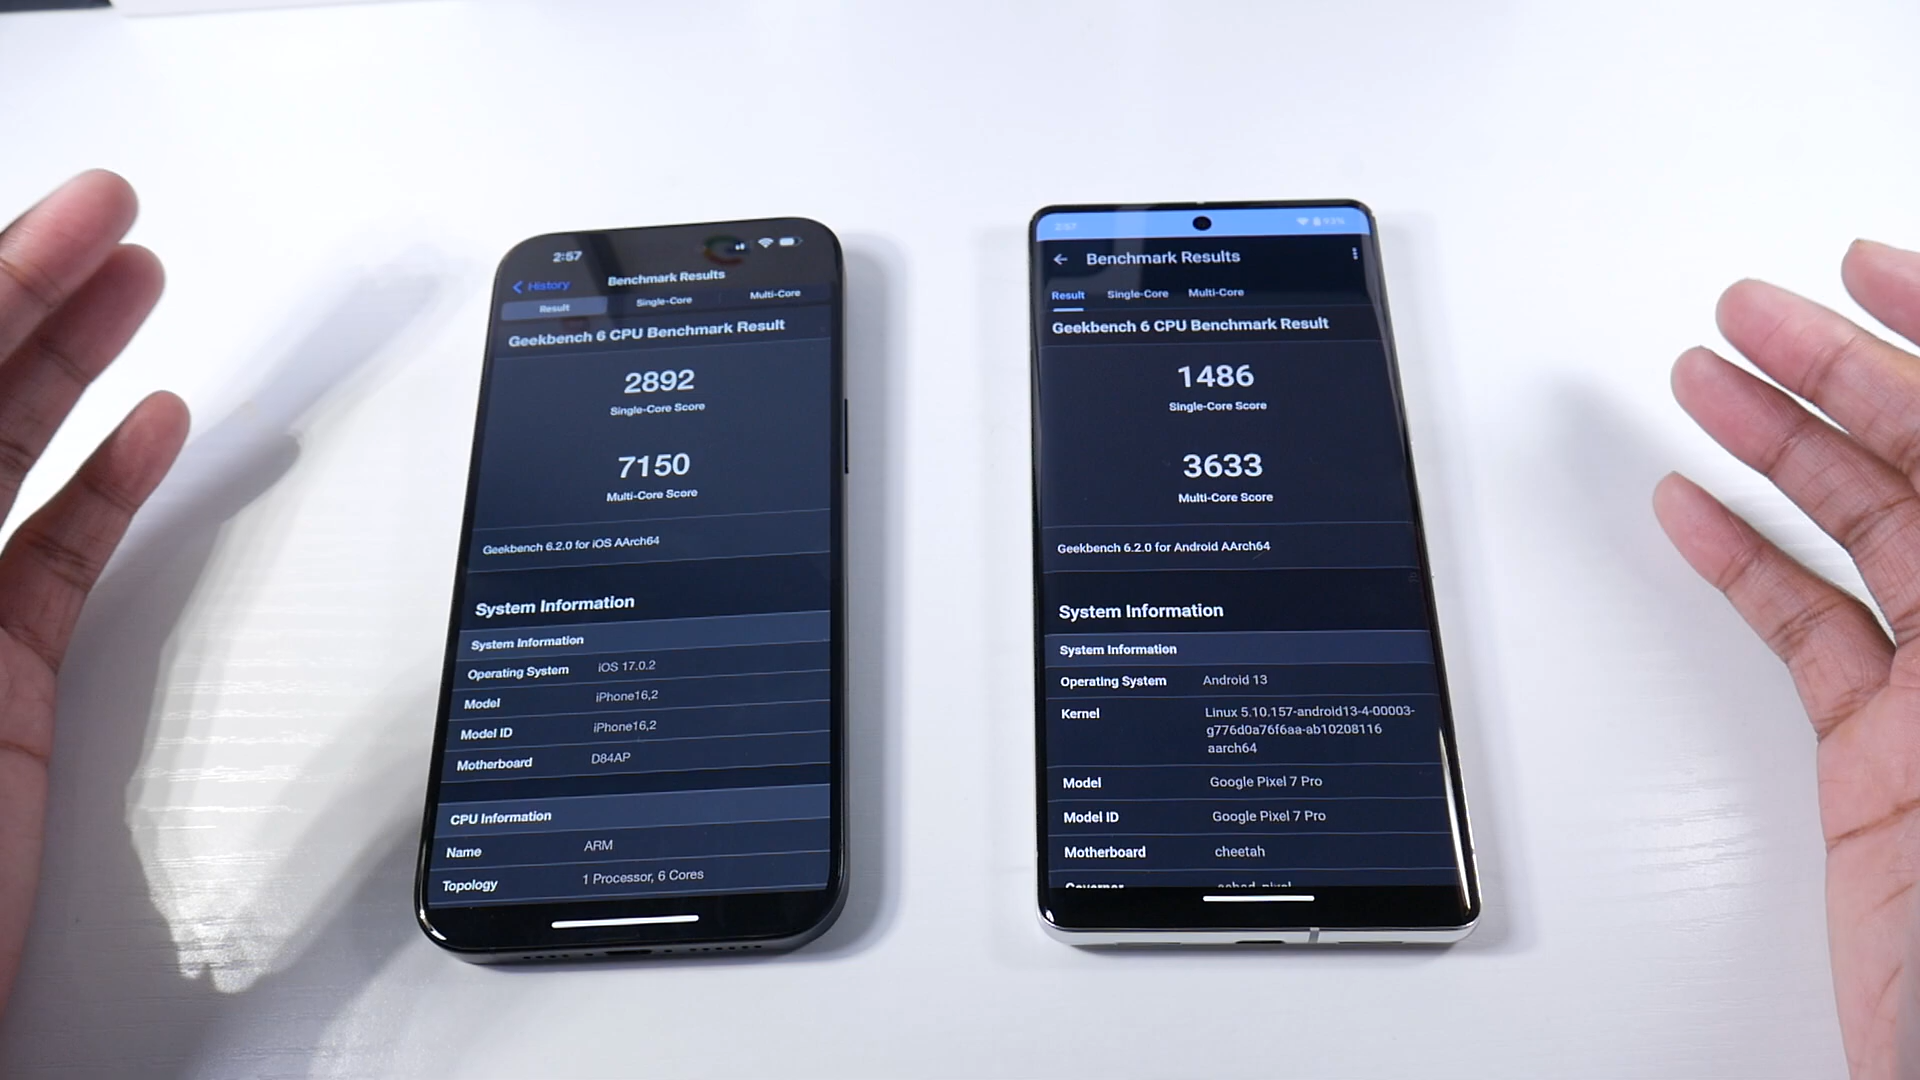 2:57
History
Benchmark Results
Result Single-Core Multi-Core
Geekbench 6 CPU Benchmark Result
2892
Single-Core Score
7150
Multi-Core Score
Geekbench 6.2.0 for iOS AArch64
System Information
System Information
Operating System iOS 17.0.2
Model iPhone16,2
Model ID iPhone16,2
Motherboard D84AP
CPU Information
Name ARM
Topology 1 Processor, 6 Cores
2:57 93%
Benchmark Results
Result Single-Core Multi-Core
Geekbench 6 CPU Benchmark Result
1486
Single-Core Score
3633
Multi-Core Score
Geekbench 6.2.0 for Android AArch64
System Information
System Information
Operating System Android 13
Kernel Linux 5.10.157-android13-4-00003-
g776d0a76f6aa-ab10208116
aarch64
Model Google Pixel 7 Pro
Model ID Google Pixel 7 Pro
Motherboard cheetah